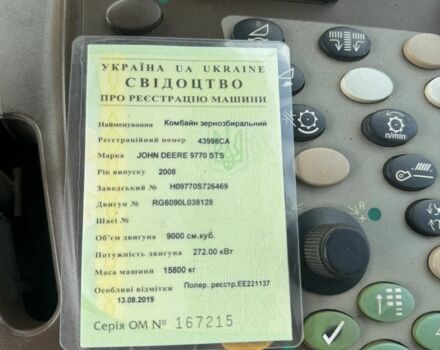 УКРАЇНА UA UKRAINE
СВІДОЦТВО
ПРО РЕЄСТРАЦІЮ МАШИНИ
Найменування Комбайн зернозбиральний
Реєстраційний номер 43998CA
Марка JOHN DEERE 9770 STS
Рік випуску 2008
Заводський № H09770S726469
Двигун № RG6090L038128
Шасі №
Об'єм двигуна 9000 см.куб.
Потужність двигуна 272.00 кВт
Маса машини 15800 кг
Особливі відмітки Попер. реєстр.ЕЕ221137
13.08.2019
Серія ОМ № 167215
n/min
R